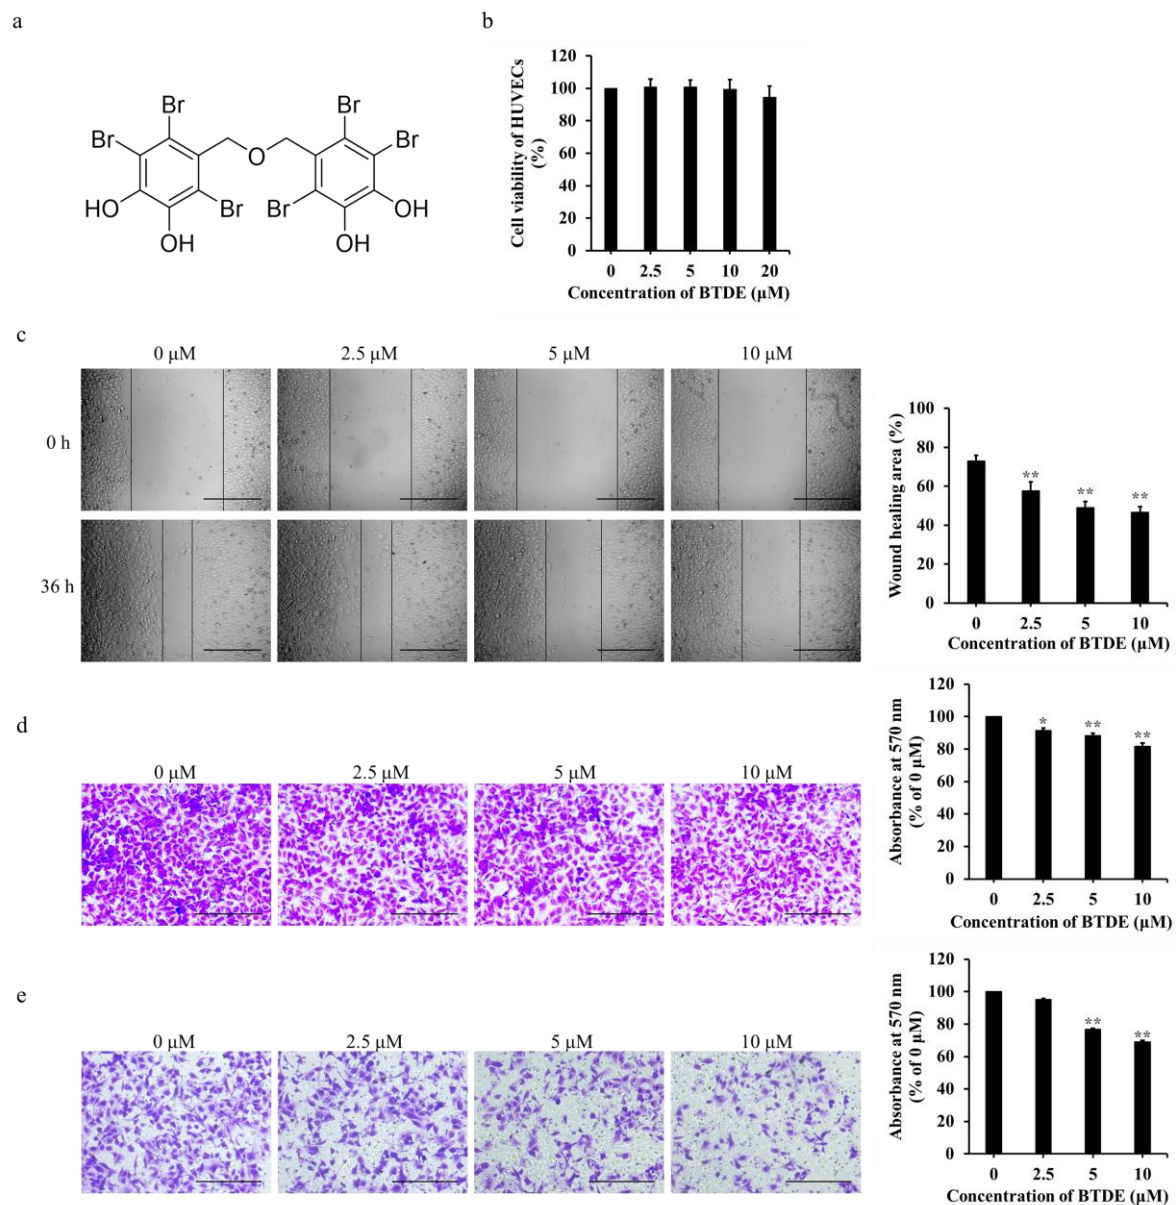 a
Br
Br
Br
HO
OH
O
Br
Br
Br
OH
OH
b
Cell viability of HUVECs
(%)
120
100
80
60
40
20
0
0 2.5 5 10 20
Concentration of BTDE (μM)
c
0 μM 2.5 μM 5 μM 10 μM
0 h
36 h
Wound healing area (%)
100
80
60
40
20
0
** ** **
0 2.5 5 10
Concentration of BTDE (μM)
d
0 μM 2.5 μM 5 μM 10 μM
Absorbance at 570 nm
(% of 0 μM)
120
100
80
60
40
20
0
* ** **
0 2.5 5 10
Concentration of BTDE (μM)
e
0 μM 2.5 μM 5 μM 10 μM
Absorbance at 570 nm
(% of 0 μM)
120
100
80
60
40
20
0
** **
0 2.5 5 10
Concentration of BTDE (μM)